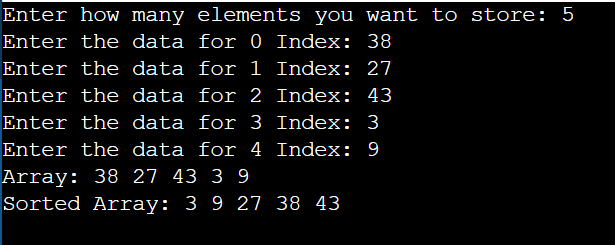 Enter how many elements you want to store: 5
Enter the data for 0 Index: 38
Enter the data for 1 Index: 27
Enter the data for 2 Index: 43
Enter the data for 3 Index: 3
Enter the data for 4 Index: 9
Array: 38 27 43 3 9
Sorted Array: 3 9 27 38 43